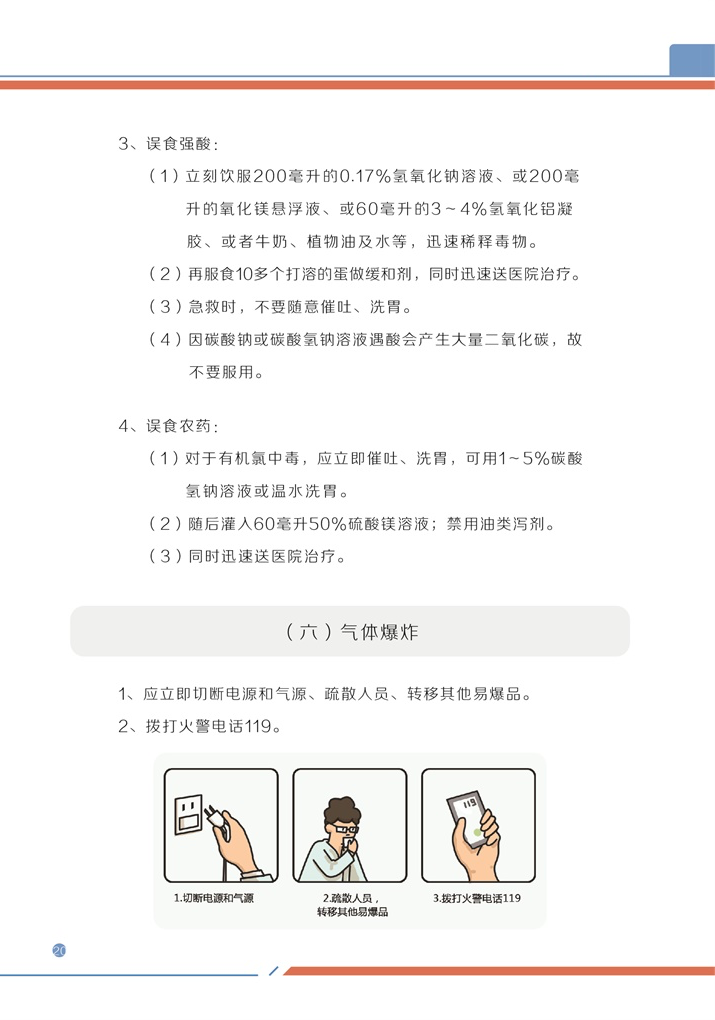 3、误食强酸：
（1）立刻饮服200毫升的0.17%氢氧化钠溶液、或200毫
升的氧化镁悬浮液、或60毫升的3～4%氢氧化铝凝
胶、或者牛奶、植物油及水等，迅速稀释毒物。
（2）再服食10多个打溶的蛋做缓和剂，同时迅速送医院治疗。
（3）急救时，不要随意催吐、洗胃。
（4）因碳酸钠或碳酸氢钠溶液遇酸会产生大量二氧化碳，故
不要服用。
4、误食农药：
（1）对于有机氯中毒，应立即催吐、洗胃，可用1～5%碳酸
氢钠溶液或温水洗胃。
（2）随后灌入60毫升50%硫酸镁溶液；禁用油类泻剂。
（3）同时迅速送医院治疗。
（六）气体爆炸
1、应立即切断电源和气源、疏散人员、转移其他易爆品。
2、拨打火警电话119。
119
1.切断电源和气源
2.疏散人员，
转移其他易爆品
3.拨打火警电话119
20